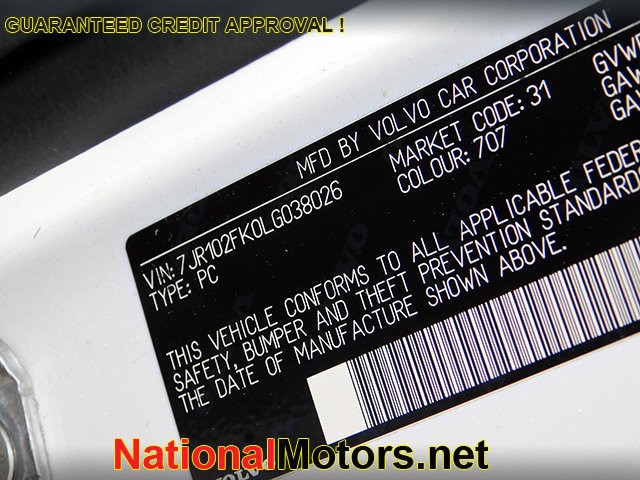 GUARANTEED CREDIT APPROVAL !
MFD BY VOLVO CAR CORPORATION
MARKET CODE: 31
COLOUR: 707
VIN: 7JR102FK0LG038026
TYPE: PC
THIS VEHICLE CONFORMS TO ALL APPLICABLE FEDER
SAFETY, BUMPER AND THEFT PREVENTION STANDARDS
THE DATE OF MANUFACTURE SHOWN ABOVE.
NationalMotors.net